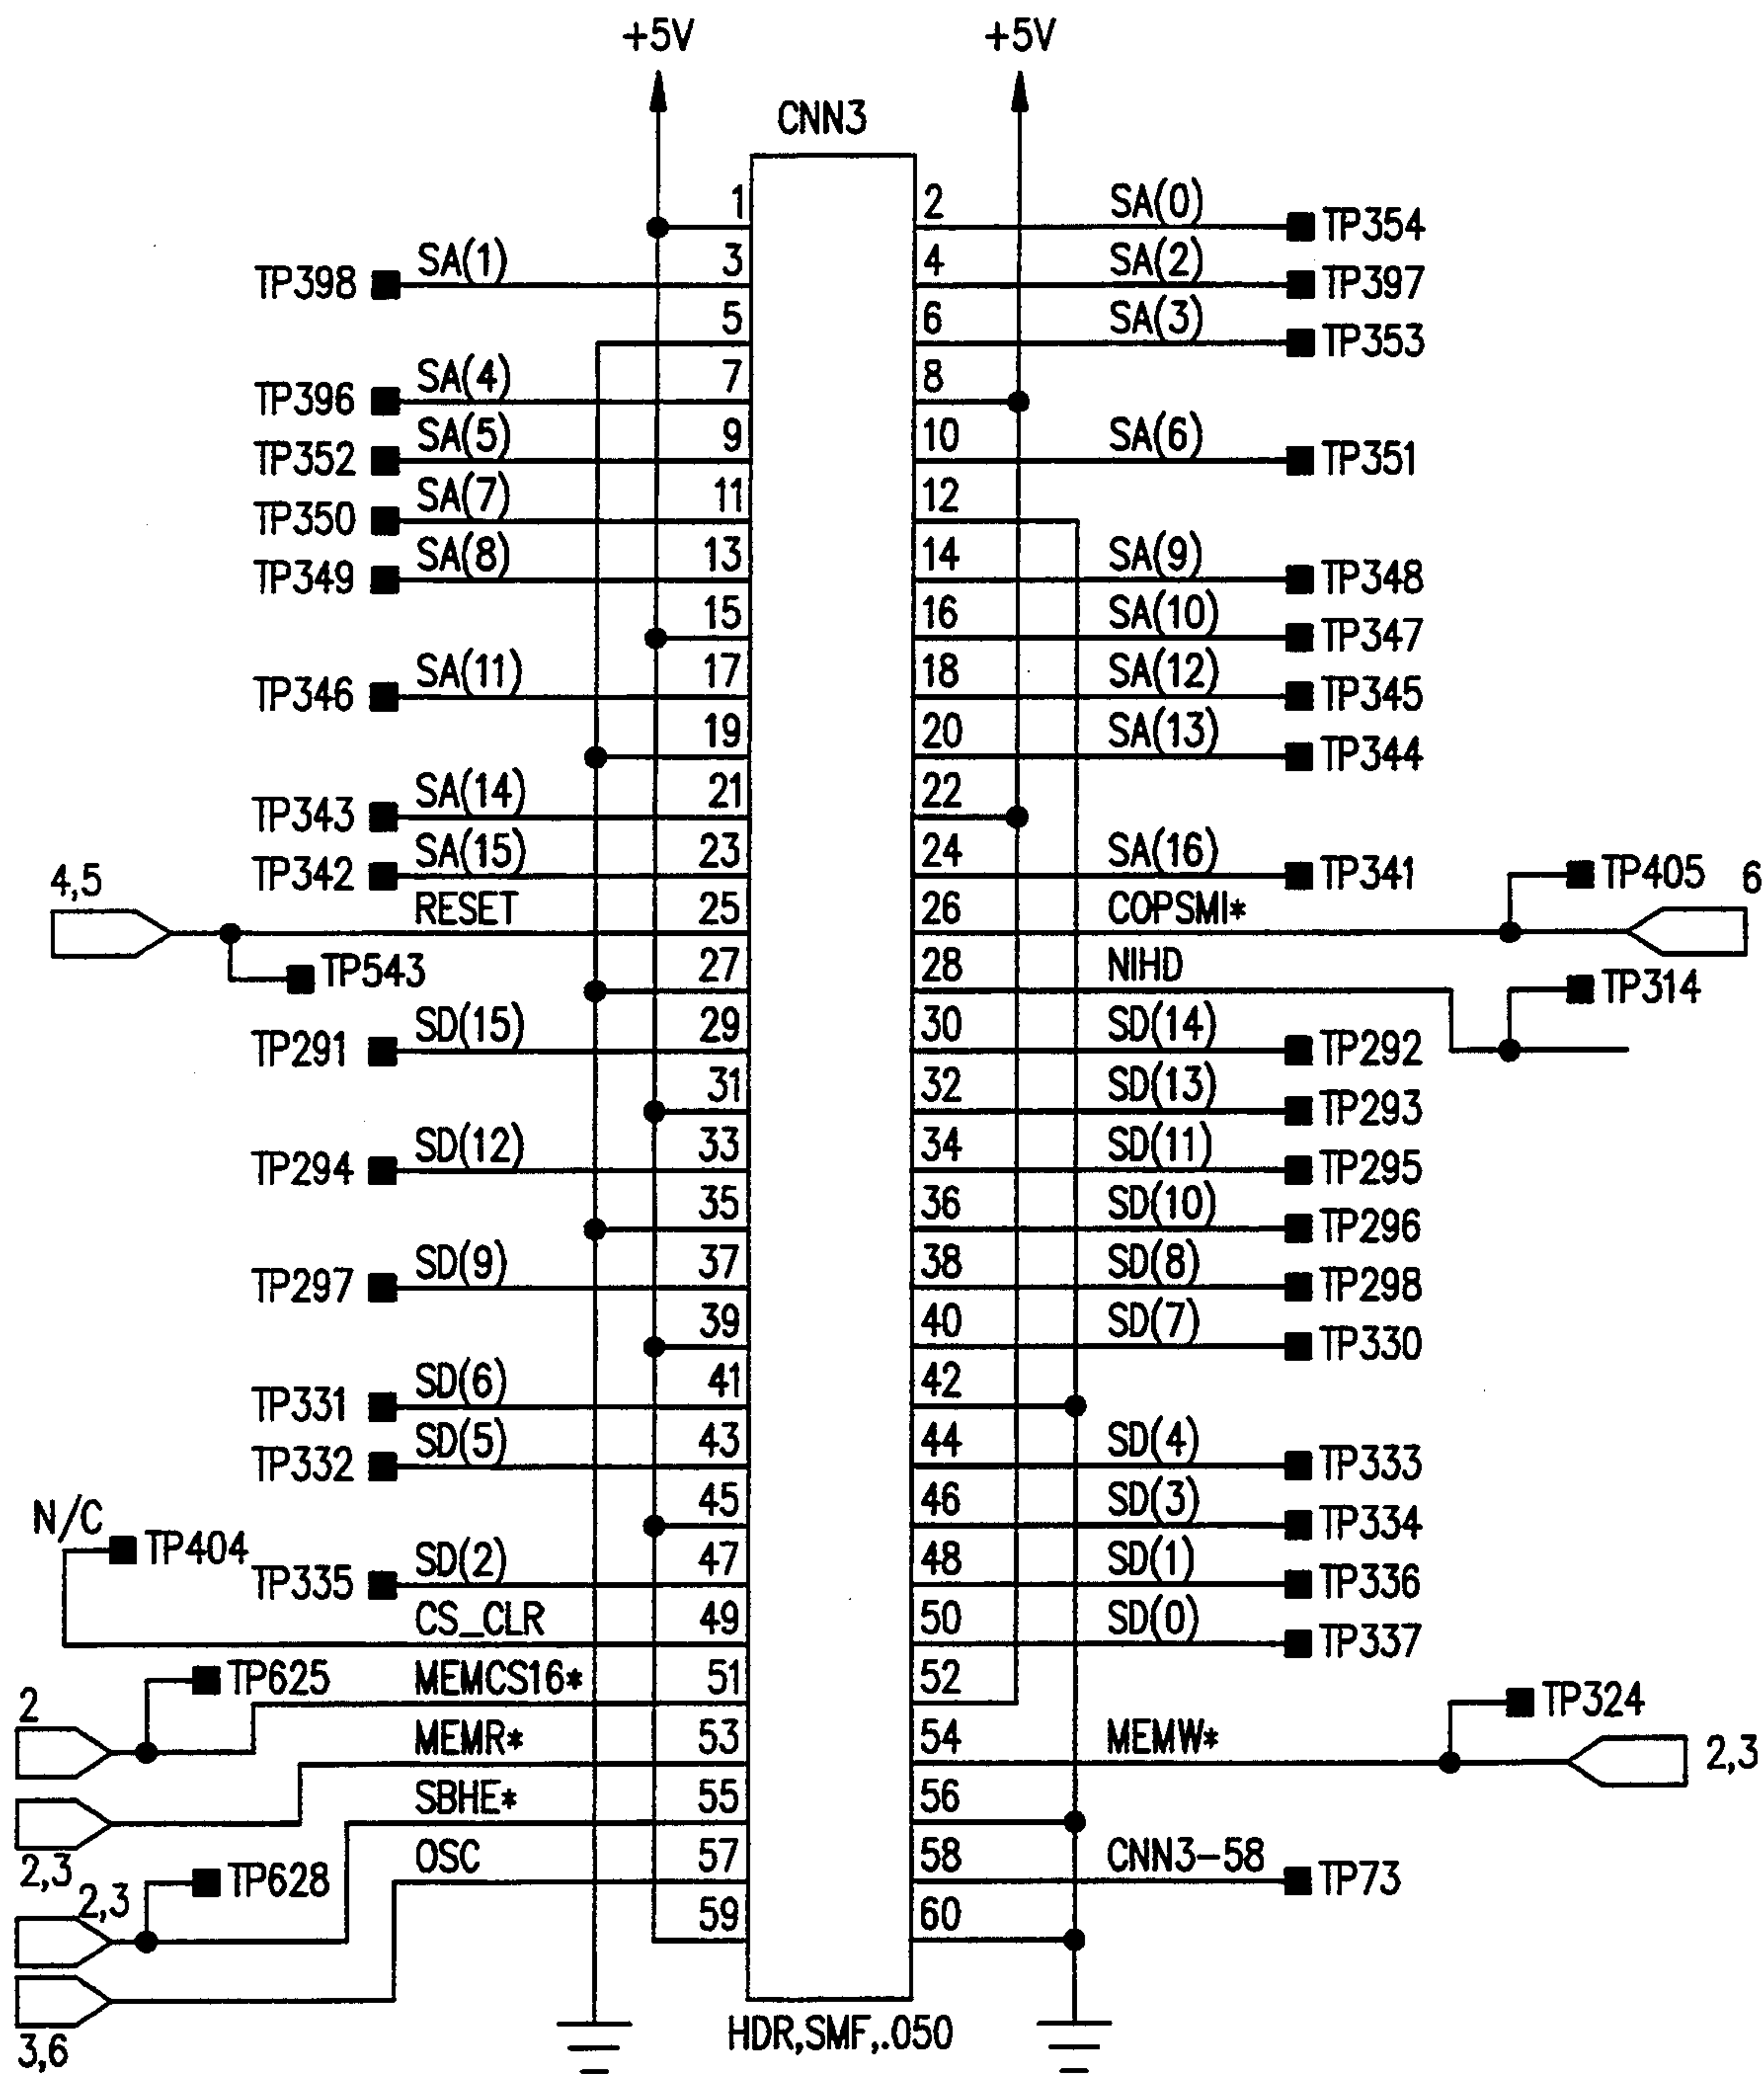 +5V +5V
CNN3
1 2 SA(0) TP354
TP398 SA(1) 3 4 SA(2) TP397
5 6 SA(3) TP353
TP396 SA(4) 7 8
TP352 SA(5) 9 10 SA(6) TP351
TP350 SA(7) 11 12
TP349 SA(8) 13 14 SA(9) TP348
15 16 SA(10) TP347
TP346 SA(11) 17 18 SA(12) TP345
19 20 SA(13) TP344
TP343 SA(14) 21 22
TP342 SA(15) 23 24 SA(16) TP341
4,5 RESET 25 26 COPSMI* TP405 6
TP543 27 28 NIHD TP314
TP291 SD(15) 29 30 SD(14) TP292
31 32 SD(13) TP293
TP294 SD(12) 33 34 SD(11) TP295
35 36 SD(10) TP296
TP297 SD(9) 37 38 SD(8) TP298
39 40 SD(7) TP330
TP331 SD(6) 41 42
TP332 SD(5) 43 44 SD(4) TP333
N/C 45 46 SD(3) TP334
TP404
TP335 SD(2) 47 48 SD(1) TP336
CS_CLR 49 50 SD(0) TP337
2 TP625 MEMCS16* 51 52
MEMR* 53 54 MEMW* TP324 2,3
2,3 SBHE* 55 56
2,3 TP628 OSC 57 58 CNN3-58 TP73
59 60
3,6
HDR,SMF,.050